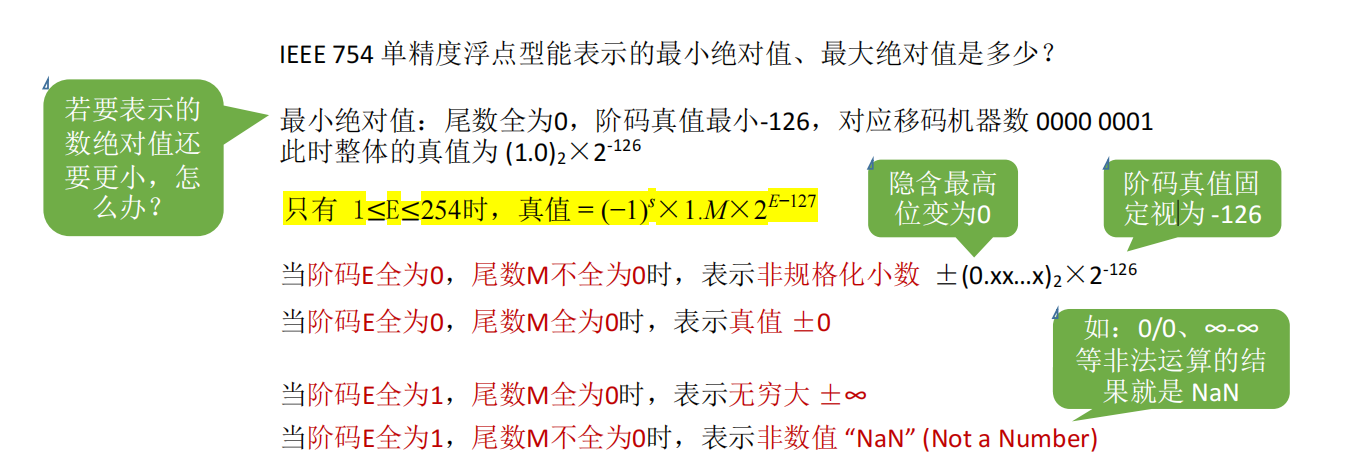 IEEE 754 单精度浮点型能表示的最小绝对值、最大绝对值是多少？
若要表示的
数绝对值还
要更小，怎
么办？
最小绝对值：尾数全为0，阶码真值最小-126，对应移码机器数 0000 0001
此时整体的真值为 (1.0)₂×2⁻¹²⁶
只有 1≤E≤254时，真值 = (−1)ˢ×1.M×2ᴱ⁻¹²⁷
隐含最高
位变为0
阶码真值固
定视为 -126
当阶码E全为0，尾数M不全为0时，表示非规格化小数 ±(0.xx...x)₂×2⁻¹²⁶
当阶码E全为0，尾数M全为0时，表示真值 ±0
如：0/0、∞-∞
等非法运算的结
果就是 NaN
当阶码E全为1，尾数M全为0时，表示无穷大 ±∞
当阶码E全为1，尾数M不全为0时，表示非数值 “NaN” (Not a Number)